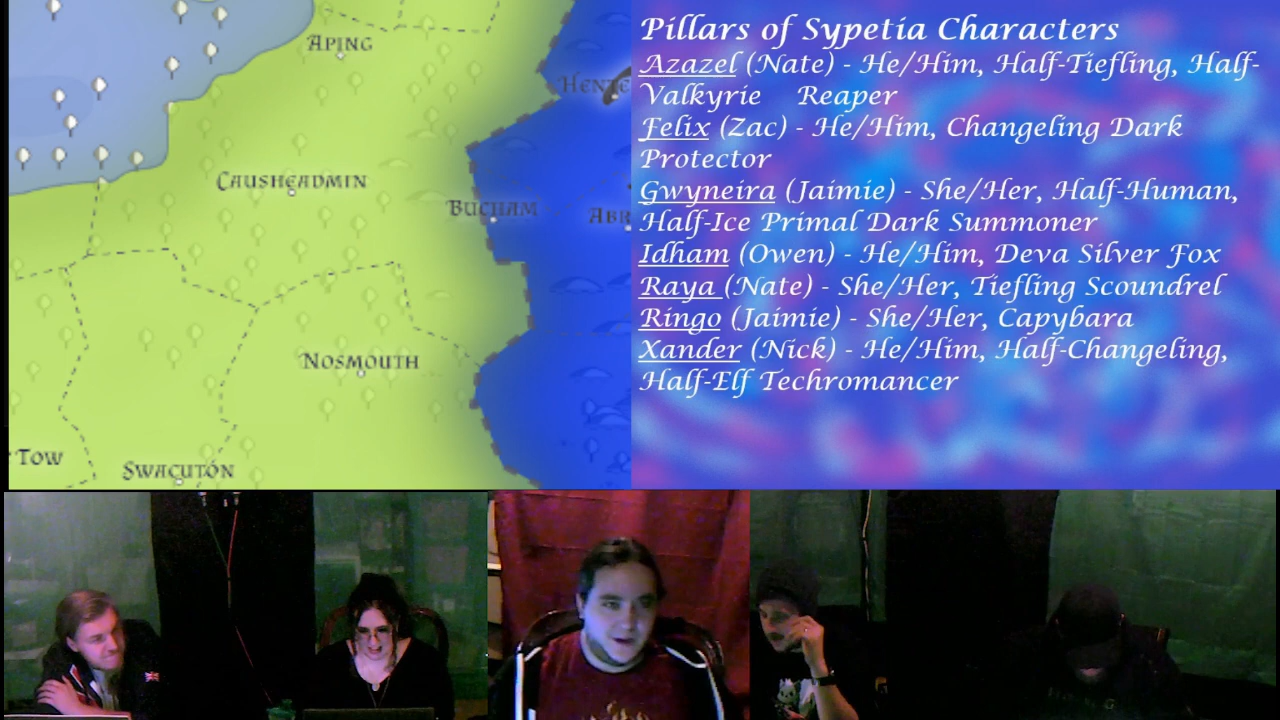 APING
HENTE
CAUSHEADMIN
BUCHAM
ABR
NOSMOUTH
TOW
SWACUTON
Pillars of Sypetia Characters
Azazel (Nate) - He/Him, Half-Tiefling, Half-
Valkyrie Reaper
Felix (Zac) - He/Him, Changeling Dark
Protector
Gwyneira (Jaimie) - She/Her, Half-Human,
Half-Ice Primal Dark Summoner
Idham (Owen) - He/Him, Deva Silver Fox
Raya (Nate) - She/Her, Tiefling Scoundrel
Ringo (Jaimie) - She/Her, Capybara
Xander (Nick) - He/Him, Half-Changeling,
Half-Elf Techromancer